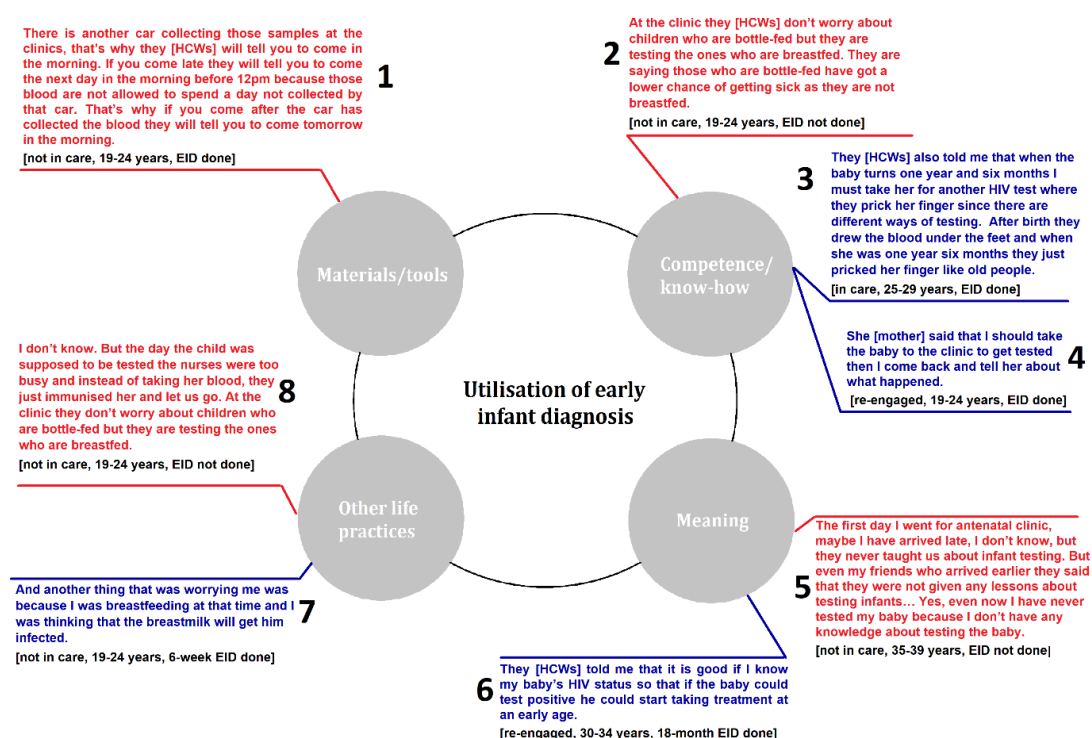 There is another car collecting those samples at the
clinics, that's why they [HCWs] will tell you to come in
the morning. If you come late they will tell you to come
the next day in the morning before 12pm because those
blood are not allowed to spend a day not collected by
that car. That's why if you come after the car has
collected the blood they will tell you to come tomorrow
in the morning.
[not in care, 19-24 years, EID done]
1
At the clinic they [HCWs] don't worry about
children who are bottle-fed but they are
testing the ones who are breastfed. They are
saying those who are bottle-fed have got a
lower chance of getting sick as they are not
breastfed.
[not in care, 19-24 years, EID not done]
2
They [HCWs] also told me that when the
baby turns one year and six months I
must take her for another HIV test where
they prick her finger since there are
different ways of testing. After birth they
drew the blood under the feet and when
she was one year six months they just
pricked her finger like old people.
[in care, 25-29 years, EID done]
3
Materials/tools
Competence/
know-how
She [mother] said that I should take
the baby to the clinic to get tested
then I come back and tell her about
what happened.
[re-engaged, 19-24 years, EID done]
4
I don't know. But the day the child was
supposed to be tested the nurses were too
busy and instead of taking her blood, they
just immunised her and let us go. At the
clinic they don't worry about children who
are bottle-fed but they are testing the ones
who are breastfed.
[not in care, 19-24 years, EID not done]
8
Utilisation of early
infant diagnosis
Other life
practices
Meaning
The first day I went for antenatal clinic,
maybe I have arrived late, I don't know, but
they never taught us about infant testing. But
even my friends who arrived earlier they said
that they were not given any lessons about
testing infants… Yes, even now I have never
tested my baby because I don't have any
knowledge about testing the baby.
[not in care, 35-39 years, EID not done|
5
And another thing that was worrying me was
because I was breastfeeding at that time and I
was thinking that the breastmilk will get him
infected.
[not in care, 19-24 years, 6-week EID done]
7
They [HCWs] told me that it is good if I know
my baby's HIV status so that if the baby could
test positive he could start taking treatment at
an early age.
[re-engaged, 30-34 years, 18-month EID done]
6